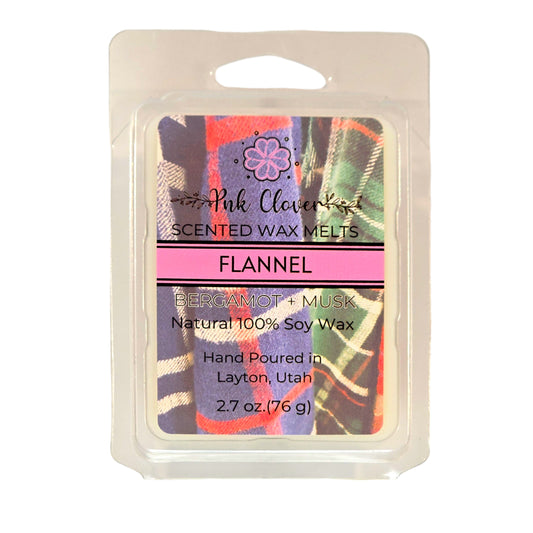 Pnk Clover
SCENTED WAX MELTS
FLANNEL
BERGAMOT + MUSK
Natural 100% Soy Wax
Hand Poured in
Layton, Utah
2.7 oz.(76 g)